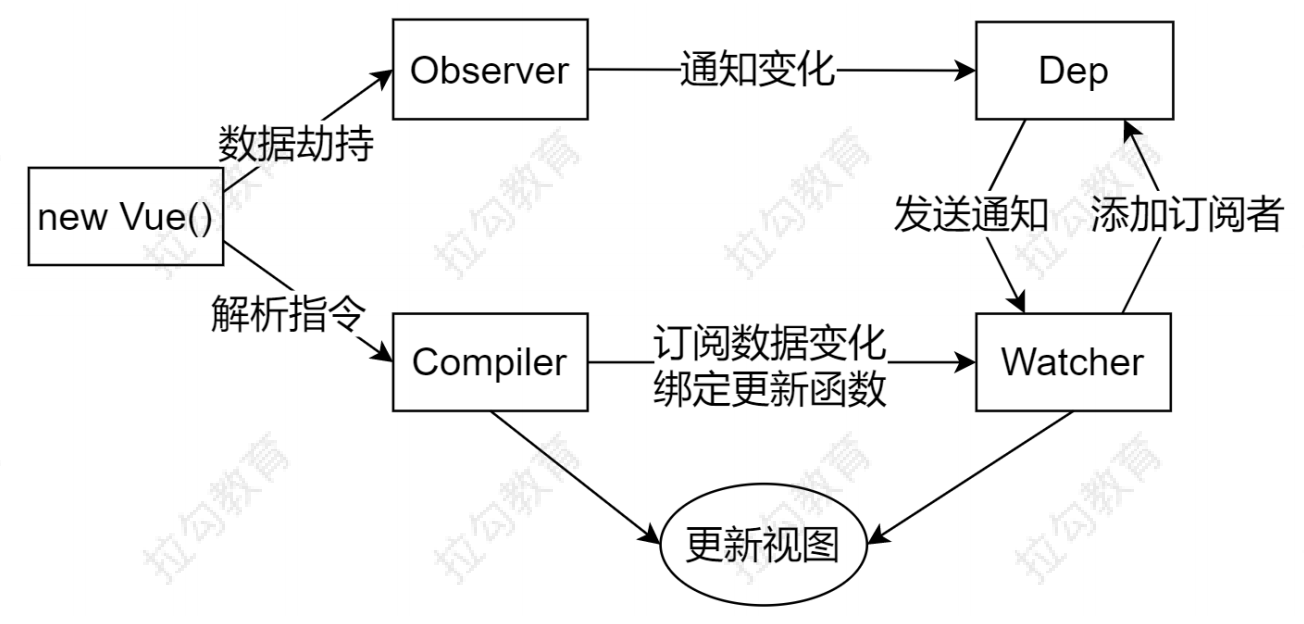 Observer
通知变化
Dep
数据劫持
new Vue()
发送通知
添加订阅者
解析指令
Compiler
订阅数据变化
绑定更新函数
Watcher
更新视图
拉勾教育
拉勾教育
拉勾教育
拉勾教育
拉勾教育
拉勾教育
拉勾教育
拉勾教育